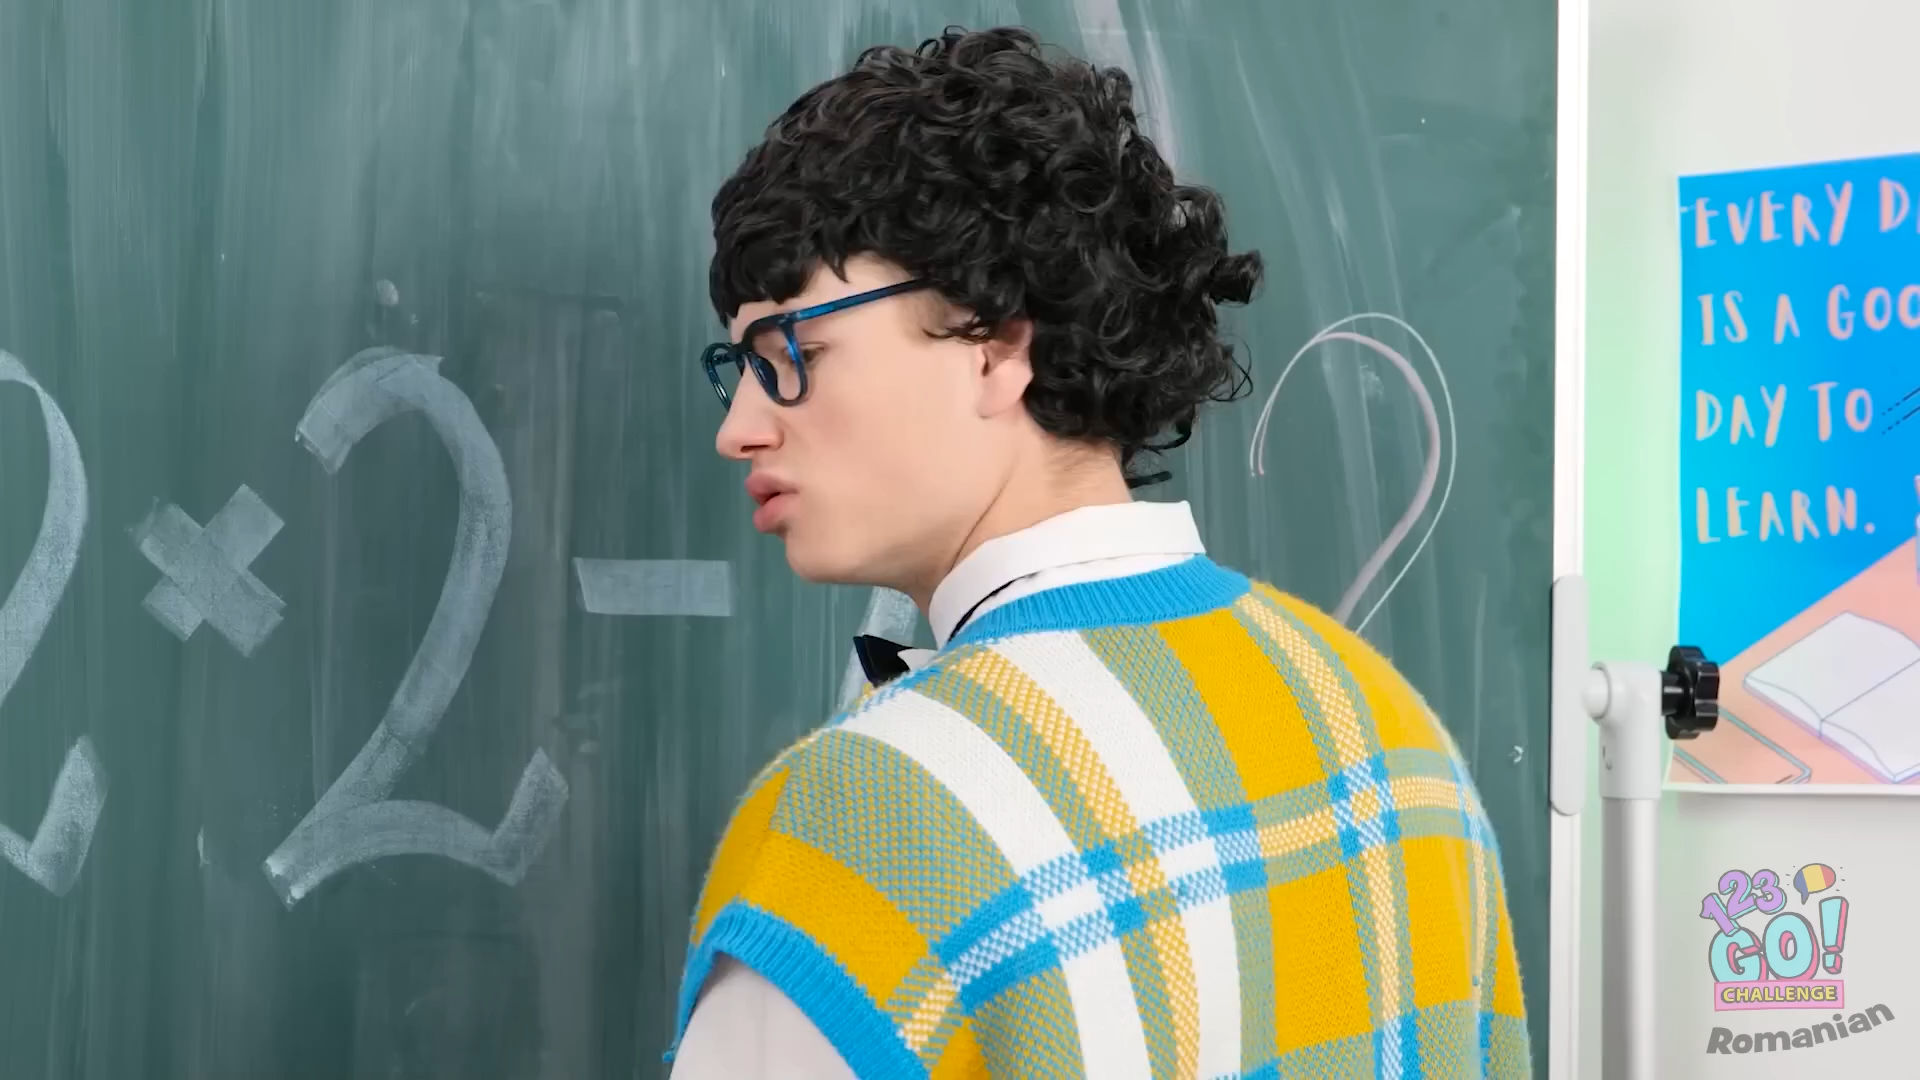 2 × 2 -
EVERY D
IS A GOO
DAY TO
LEARN.
123
GO!
CHALLENGE
Romanian